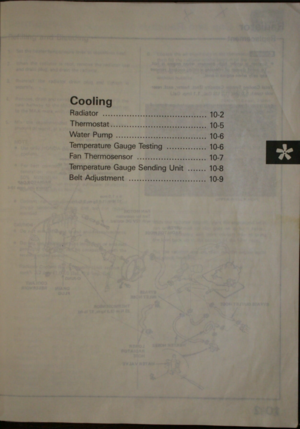 Cooling
Radiator ........................................ 10-2
Thermostat ..................................... 10-5
Water Pump ................................... 10-6
Temperature Gauge Testing ................ 10-6
Fan Thermosensor ........................... 10-7
Temperature Gauge Sending Unit ....... 10-8
Belt Adjustment ............................... 10-9